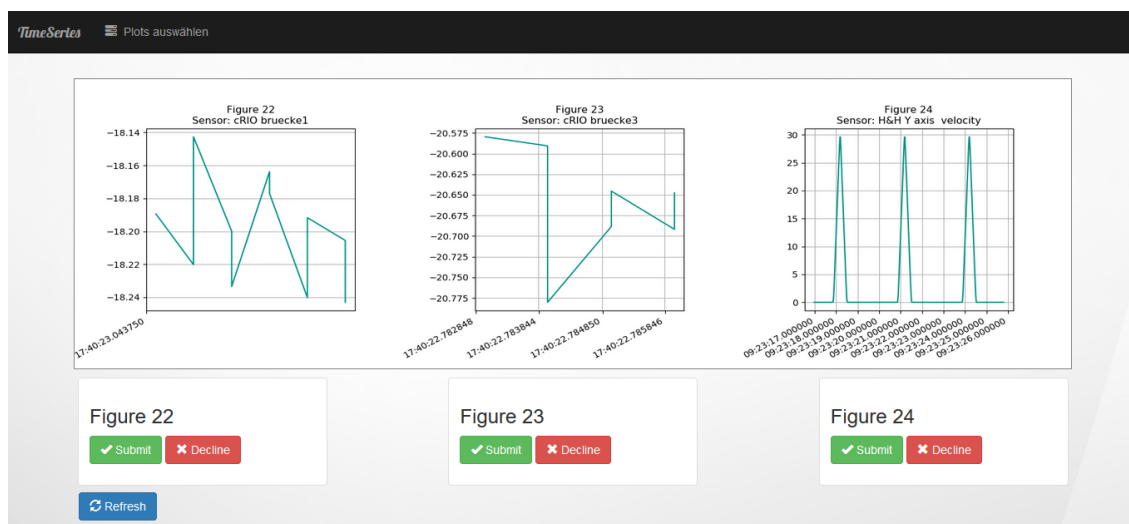 TimeSeries Plots auswählen
Figure 22
Sensor: cRIO bruecke1
−18.14
−18.16
−18.18
−18.20
−18.22
−18.24
17:40:23.043750
Figure 23
Sensor: cRIO bruecke3
−20.575
−20.600
−20.625
−20.650
−20.675
−20.700
−20.725
−20.750
−20.775
17:40:22.782848
17:40:22.783844
17:40:22.784850
17:40:22.785846
Figure 24
Sensor: H&H Y axis  velocity
30
25
20
15
10
5
0
09:23:17.000000
09:23:18.000000
09:23:19.000000
09:23:20.000000
09:23:21.000000
09:23:22.000000
09:23:23.000000
09:23:24.000000
09:23:25.000000
09:23:26.000000
Figure 22
Submit Decline
Figure 23
Submit Decline
Figure 24
Submit Decline
Refresh